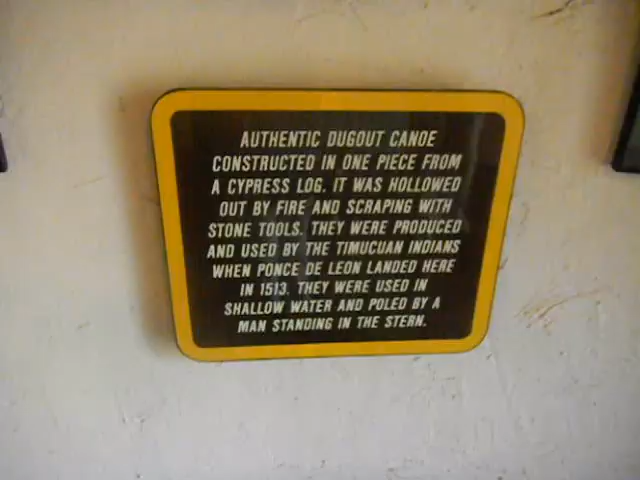 AUTHENTIC DUGOUT CANOE
CONSTRUCTED IN ONE PIECE FROM
A CYPRESS LOG. IT WAS HOLLOWED
OUT BY FIRE AND SCRAPING WITH
STONE TOOLS. THEY WERE PRODUCED
AND USED BY THE TIMUCUAN INDIANS
WHEN PONCE DE LEON LANDED HERE
IN 1513. THEY WERE USED IN
SHALLOW WATER AND POLED BY A
MAN STANDING IN THE STERN.